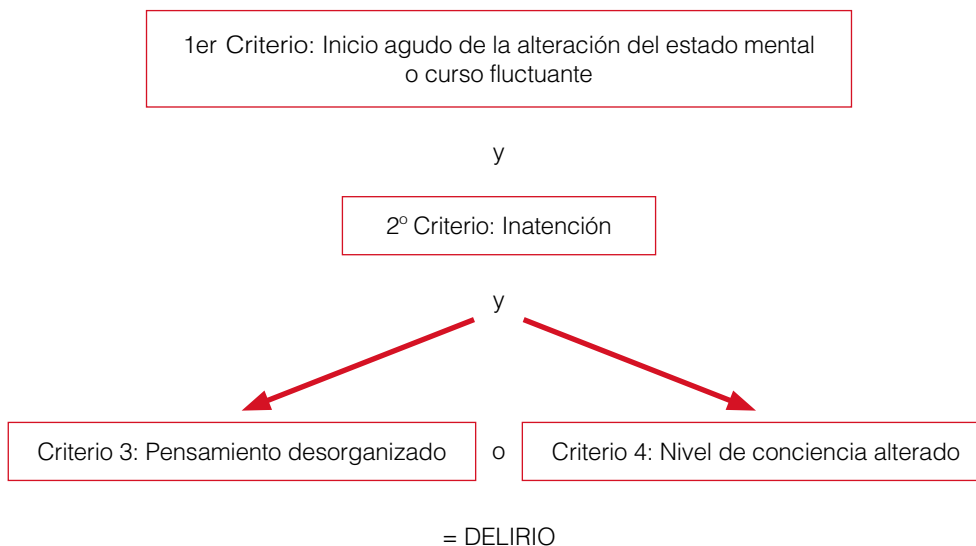 1er Criterio: Inicio agudo de la alteración del estado mental
o curso fluctuante
y
2º Criterio: Inatención
y
Criterio 3: Pensamiento desorganizado o Criterio 4: Nivel de conciencia alterado
= DELIRIO